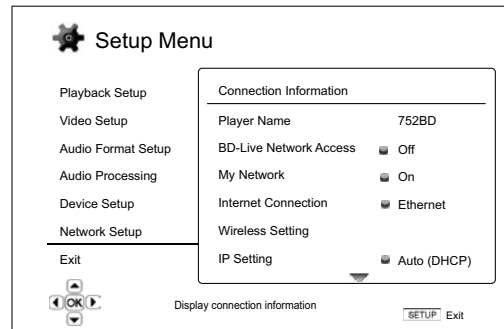 Setup Menu
Playback Setup
Video Setup
Audio Format Setup
Audio Processing
Device Setup
Network Setup
Exit
Connection Information
Player Name 752BD
BD-Live Network Access Off
My Network On
Internet Connection Ethernet
Wireless Setting
IP Setting Auto (DHCP)
OK
Display connection information
SETUP Exit